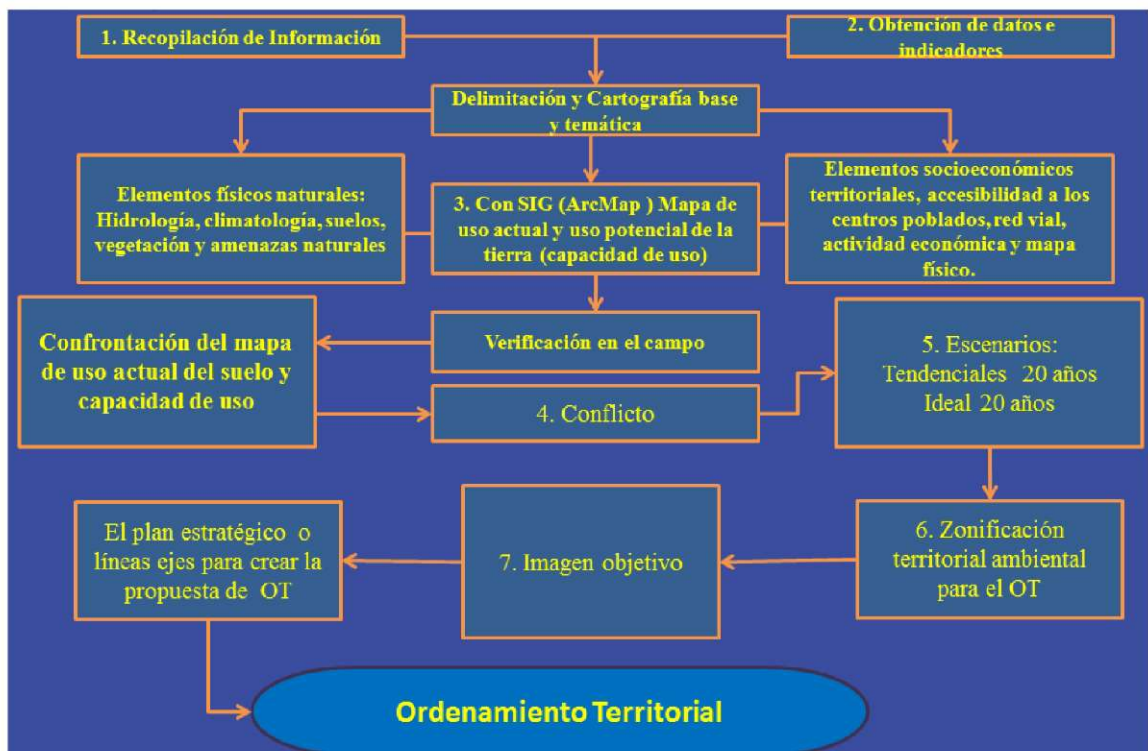 1. Recopilación de Información
2. Obtención de datos e
indicadores
Delimitación y Cartografía base
y temática
Elementos físicos naturales:
Hidrología, climatología, suelos,
vegetación y amenazas naturales
3. Con SIG (ArcMap ) Mapa de
uso actual y uso potencial de la
tierra (capacidad de uso)
Elementos socioeconómicos
territoriales, accesibilidad a los
centros poblados, red vial,
actividad económica y mapa
físico.
Verificación en el campo
Confrontación del mapa
de uso actual del suelo y
capacidad de uso
4. Conflicto
5. Escenarios:
Tendenciales 20 años
Ideal 20 años
6. Zonificación
territorial ambiental
para el OT
7. Imagen objetivo
El plan estratégico o
líneas ejes para crear la
propuesta de OT
Ordenamiento Territorial